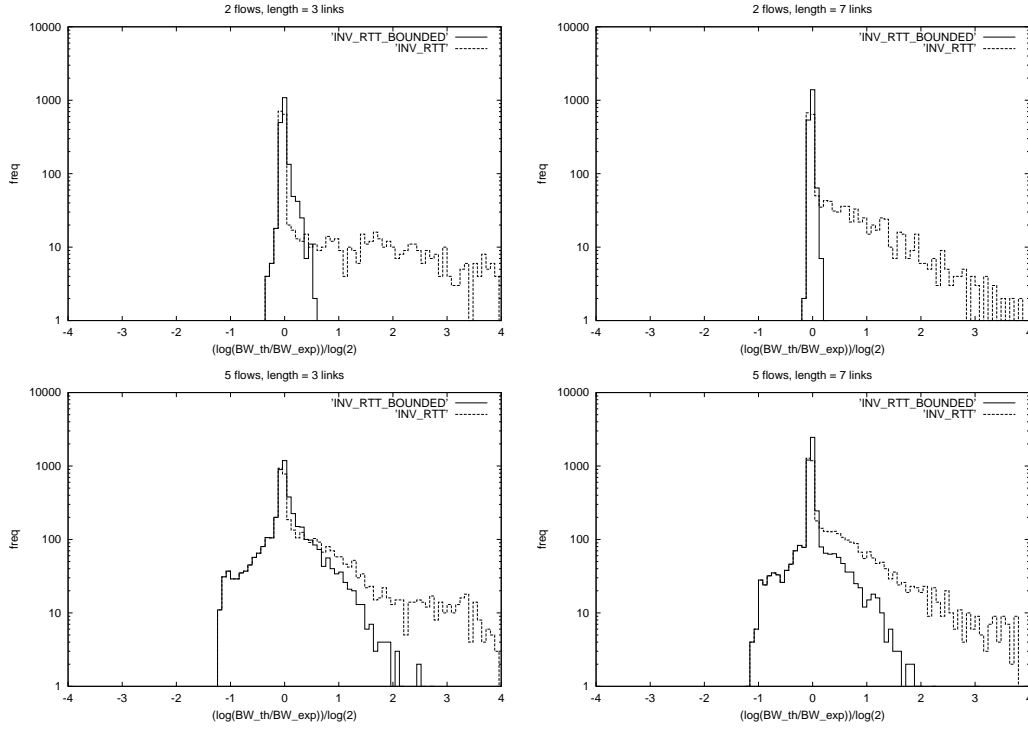 2 flows, length = 3 links
'INV_RTT_BOUNDED'
'INV_RTT'
freq
10000
1000
100
10
1
-4 -3 -2 -1 0 1 2 3 4
(log(BW_th/BW_exp))/log(2)
2 flows, length = 7 links
'INV_RTT_BOUNDED'
'INV_RTT'
freq
10000
1000
100
10
1
-4 -3 -2 -1 0 1 2 3 4
(log(BW_th/BW_exp))/log(2)
5 flows, length = 3 links
'INV_RTT_BOUNDED'
'INV_RTT'
freq
10000
1000
100
10
1
-4 -3 -2 -1 0 1 2 3 4
(log(BW_th/BW_exp))/log(2)
5 flows, length = 7 links
'INV_RTT_BOUNDED'
'INV_RTT'
freq
10000
1000
100
10
1
-4 -3 -2 -1 0 1 2 3 4
(log(BW_th/BW_exp))/log(2)